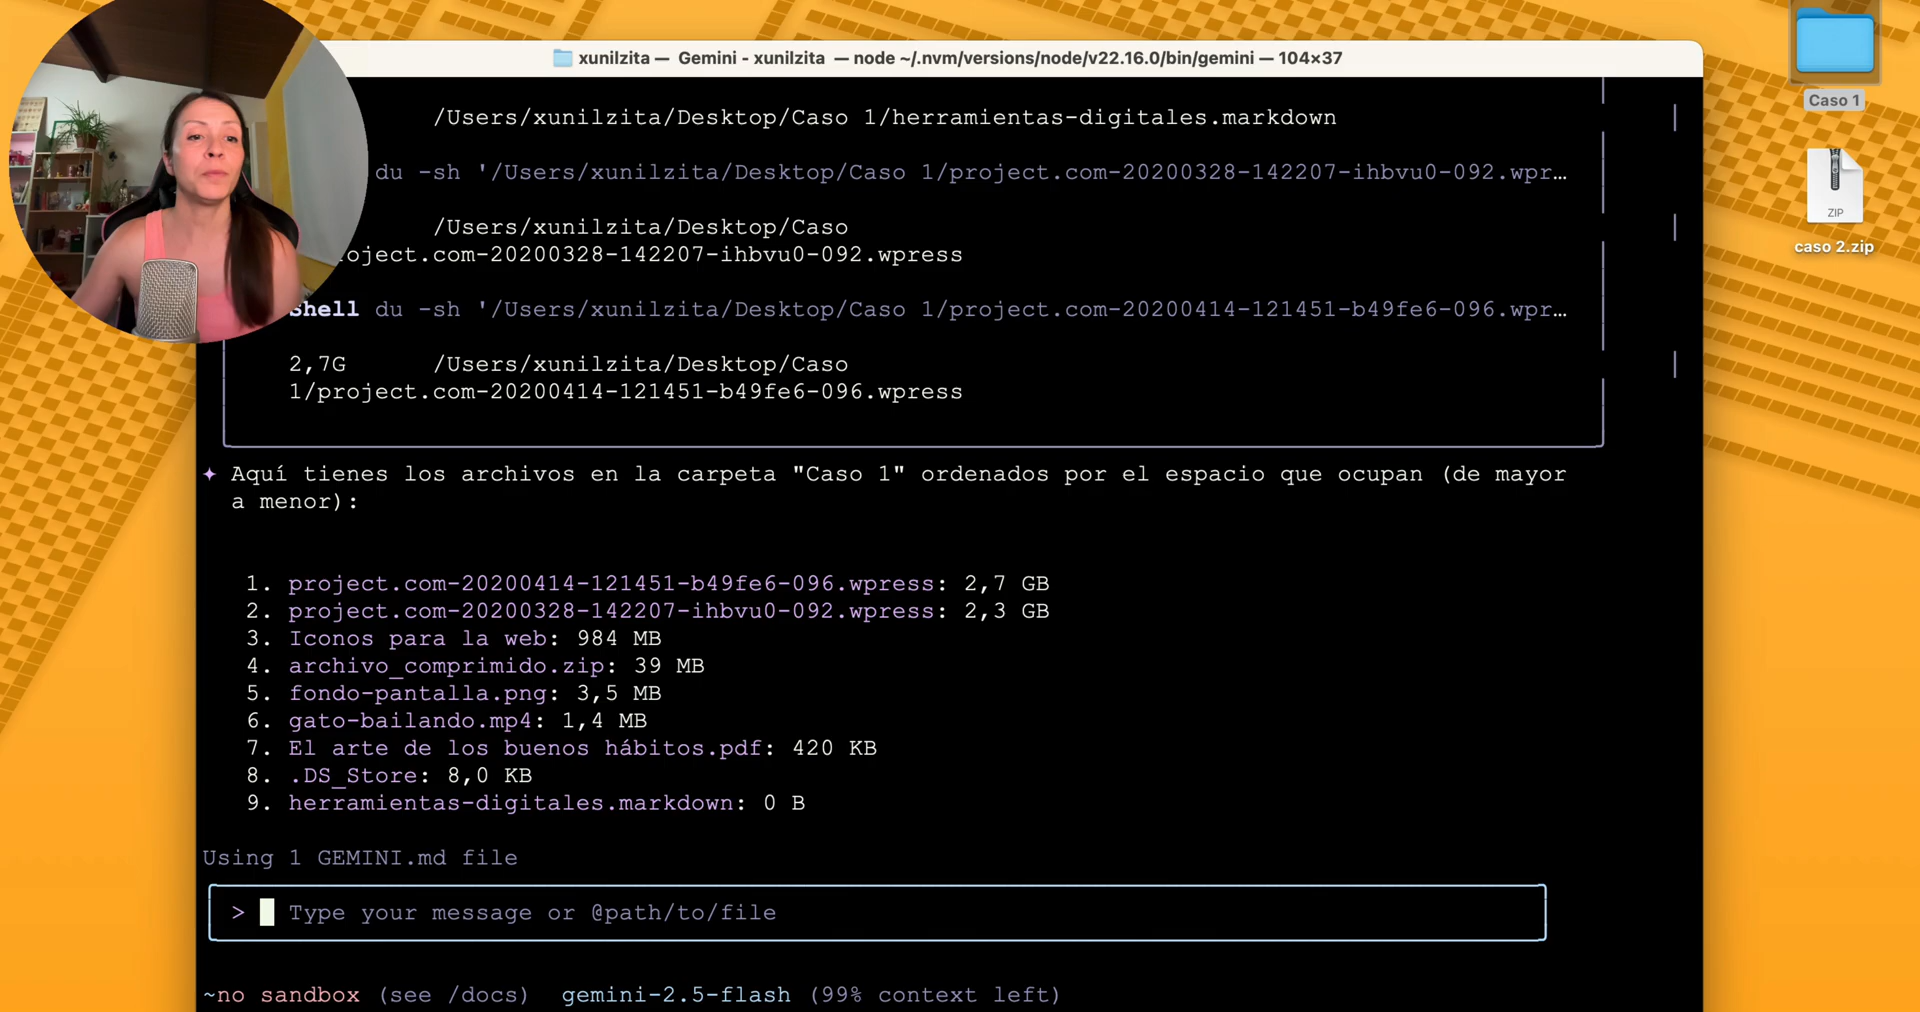 xunilzita — Gemini - xunilzita — node ~/.nvm/versions/node/v22.16.0/bin/gemini — 104×37
Caso 1
/Users/xunilzita/Desktop/Caso 1/herramientas-digitales.markdown
du -sh '/Users/xunilzita/Desktop/Caso 1/project.com-20200328-142207-ihbvu0-092.wpr…
ZIP
caso 2.zip
/Users/xunilzita/Desktop/Caso
oject.com-20200328-142207-ihbvu0-092.wpress
Shell du -sh '/Users/xunilzita/Desktop/Caso 1/project.com-20200414-121451-b49fe6-096.wpr…
2,7G /Users/xunilzita/Desktop/Caso
1/project.com-20200414-121451-b49fe6-096.wpress
✦ Aquí tienes los archivos en la carpeta "Caso 1" ordenados por el espacio que ocupan (de mayor
a menor):
1. project.com-20200414-121451-b49fe6-096.wpress: 2,7 GB
2. project.com-20200328-142207-ihbvu0-092.wpress: 2,3 GB
3. Iconos para la web: 984 MB
4. archivo_comprimido.zip: 39 MB
5. fondo-pantalla.png: 3,5 MB
6. gato-bailando.mp4: 1,4 MB
7. El arte de los buenos hábitos.pdf: 420 KB
8. .DS_Store: 8,0 KB
9. herramientas-digitales.markdown: 0 B
Using 1 GEMINI.md file
> Type your message or @path/to/file
~no sandbox (see /docs) gemini-2.5-flash (99% context left)